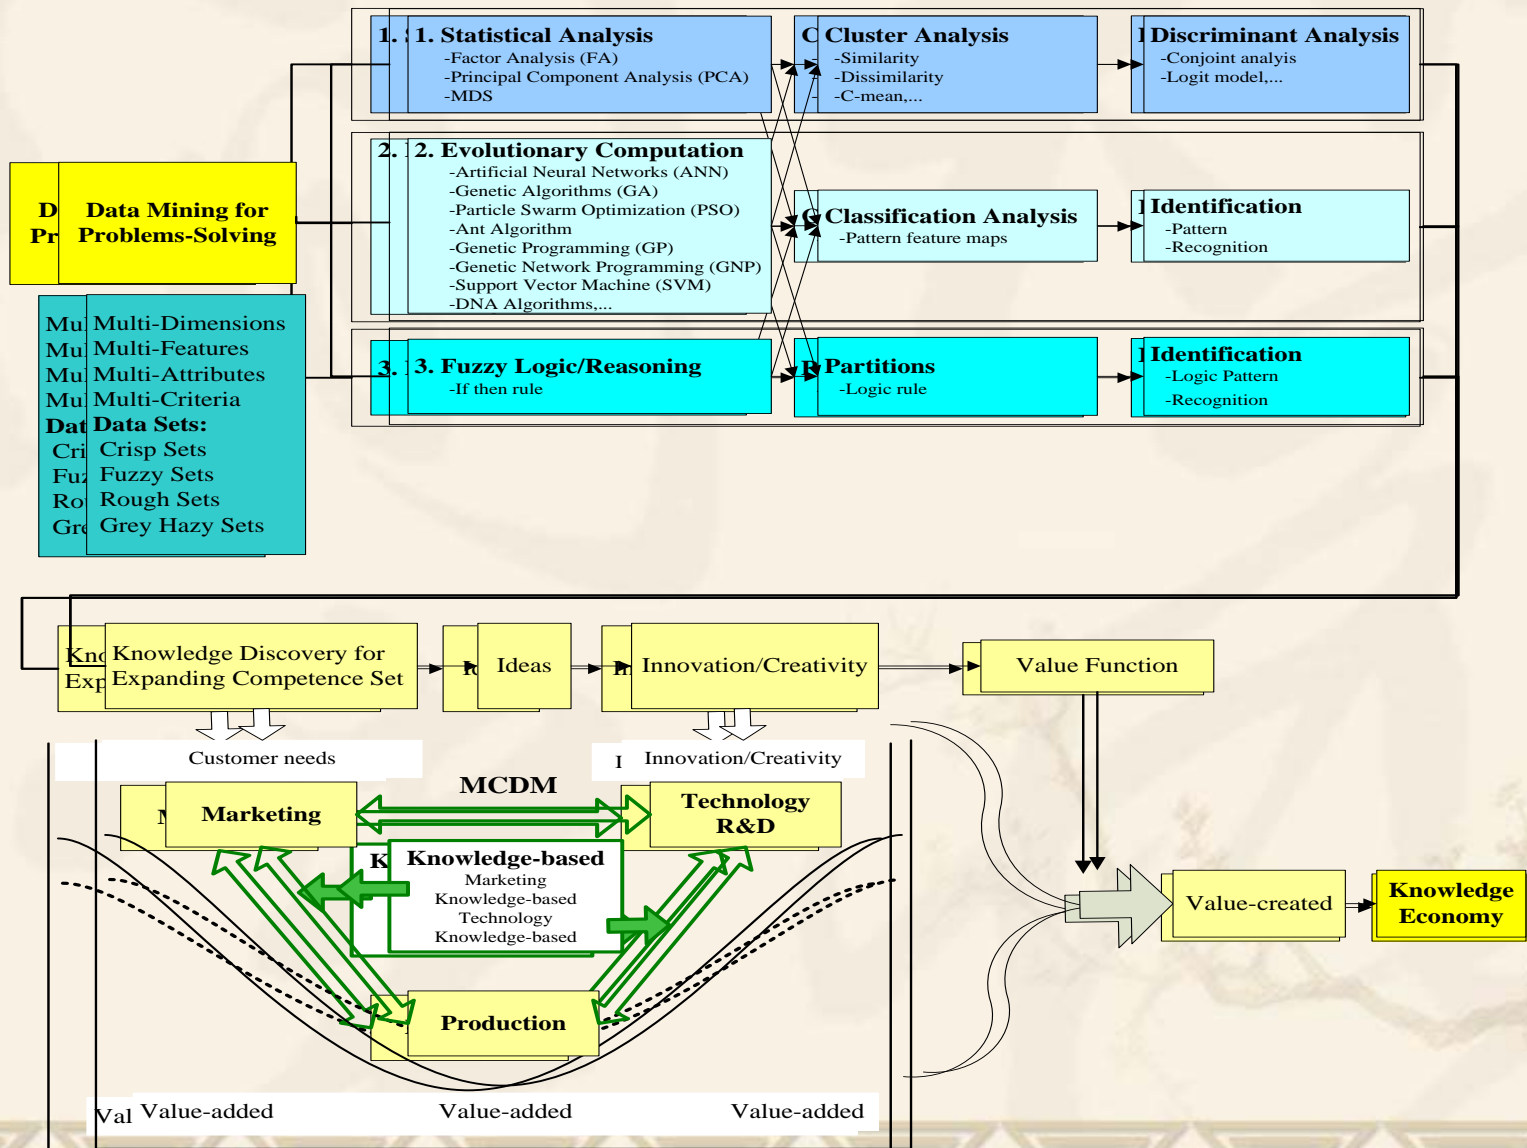 1. Statistical Analysis
-Factor Analysis (FA)
-Principal Component Analysis (PCA)
-MDS
Cluster Analysis
-Similarity
-Dissimilarity
-C-mean,...
Discriminant Analysis
-Conjoint analyis
-Logit model,...
2. Evolutionary Computation
-Artificial Neural Networks (ANN)
-Genetic Algorithms (GA)
-Particle Swarm Optimization (PSO)
-Ant Algorithm
-Genetic Programming (GP)
-Genetic Network Programming (GNP)
-Support Vector Machine (SVM)
-DNA Algorithms,...
Classification Analysis
-Pattern feature maps
Identification
-Pattern
-Recognition
Data Mining for
Problems-Solving
Multi-Dimensions
Multi-Features
Multi-Attributes
Multi-Criteria
Data Sets:
Crisp Sets
Fuzzy Sets
Rough Sets
Grey Hazy Sets
3. Fuzzy Logic/Reasoning
-If then rule
Partitions
-Logic rule
Identification
-Logic Pattern
-Recognition
Knowledge Discovery for
Expanding Competence Set
Ideas
Innovation/Creativity
Value Function
Customer needs
Innovation/Creativity
MCDM
Marketing
Technology
R&D
Knowledge-based
Marketing
Knowledge-based
Technology
Knowledge-based
Production
Value-created
Knowledge
Economy
Value-added
Value-added
Value-added